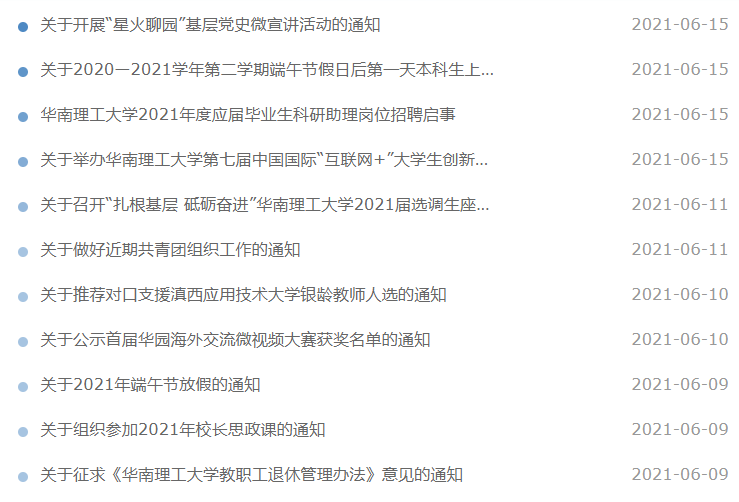 关于开展“星火聊园”基层党史微宣讲活动的通知 2021-06-15
关于2020—2021学年第二学期端午节假日后第一天本科生上... 2021-06-15
华南理工大学2021年度应届毕业生科研助理岗位招聘启事 2021-06-15
关于举办华南理工大学第七届中国国际“互联网+”大学生创新... 2021-06-15
关于召开“扎根基层 砥砺奋进”华南理工大学2021届选调生座... 2021-06-11
关于做好近期共青团组织工作的通知 2021-06-11
关于推荐对口支援滇西应用技术大学银龄教师人选的通知 2021-06-10
关于公示首届华园海外交流微视频大赛获奖名单的通知 2021-06-10
关于2021年端午节放假的通知 2021-06-09
关于组织参加2021年校长思政课的通知 2021-06-09
关于征求《华南理工大学教职工退休管理办法》意见的通知 2021-06-09